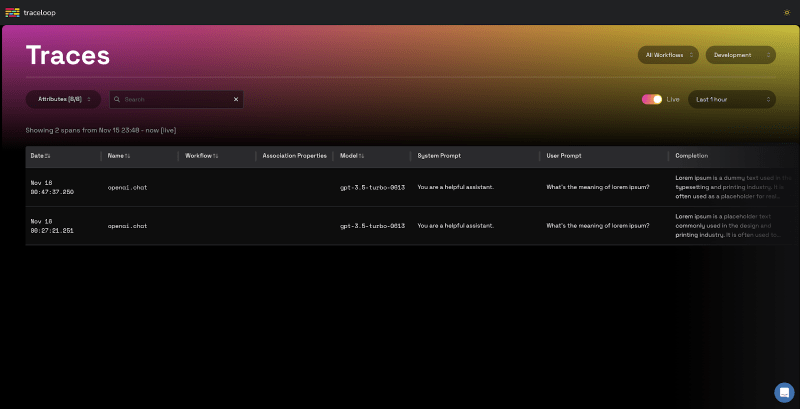 traceloop
Traces
All Workflows
Development
Attributes [8/8]
Search
Live
Last 1 hour
Showing 2 spans from Nov 15 23:48 - now [live]
Date Name Workflow Association Properties Model System Prompt User Prompt Completion
Nov 16
00:47:37.250
openai.chat
gpt-3.5-turbo-0613
You are a helpful assistant.
What's the meaning of lorem ipsum?
Lorem ipsum is a dummy text used in the
typesetting and printing industry. It is
often used as a placeholder for
Nov 16
00:27:21.251
openai.chat
gpt-3.5-turbo-0613
You are a helpful assistant.
What's the meaning of lorem ipsum?
Lorem ipsum is a placeholder text
commonly used in the design and
printing industry. It is often used to...